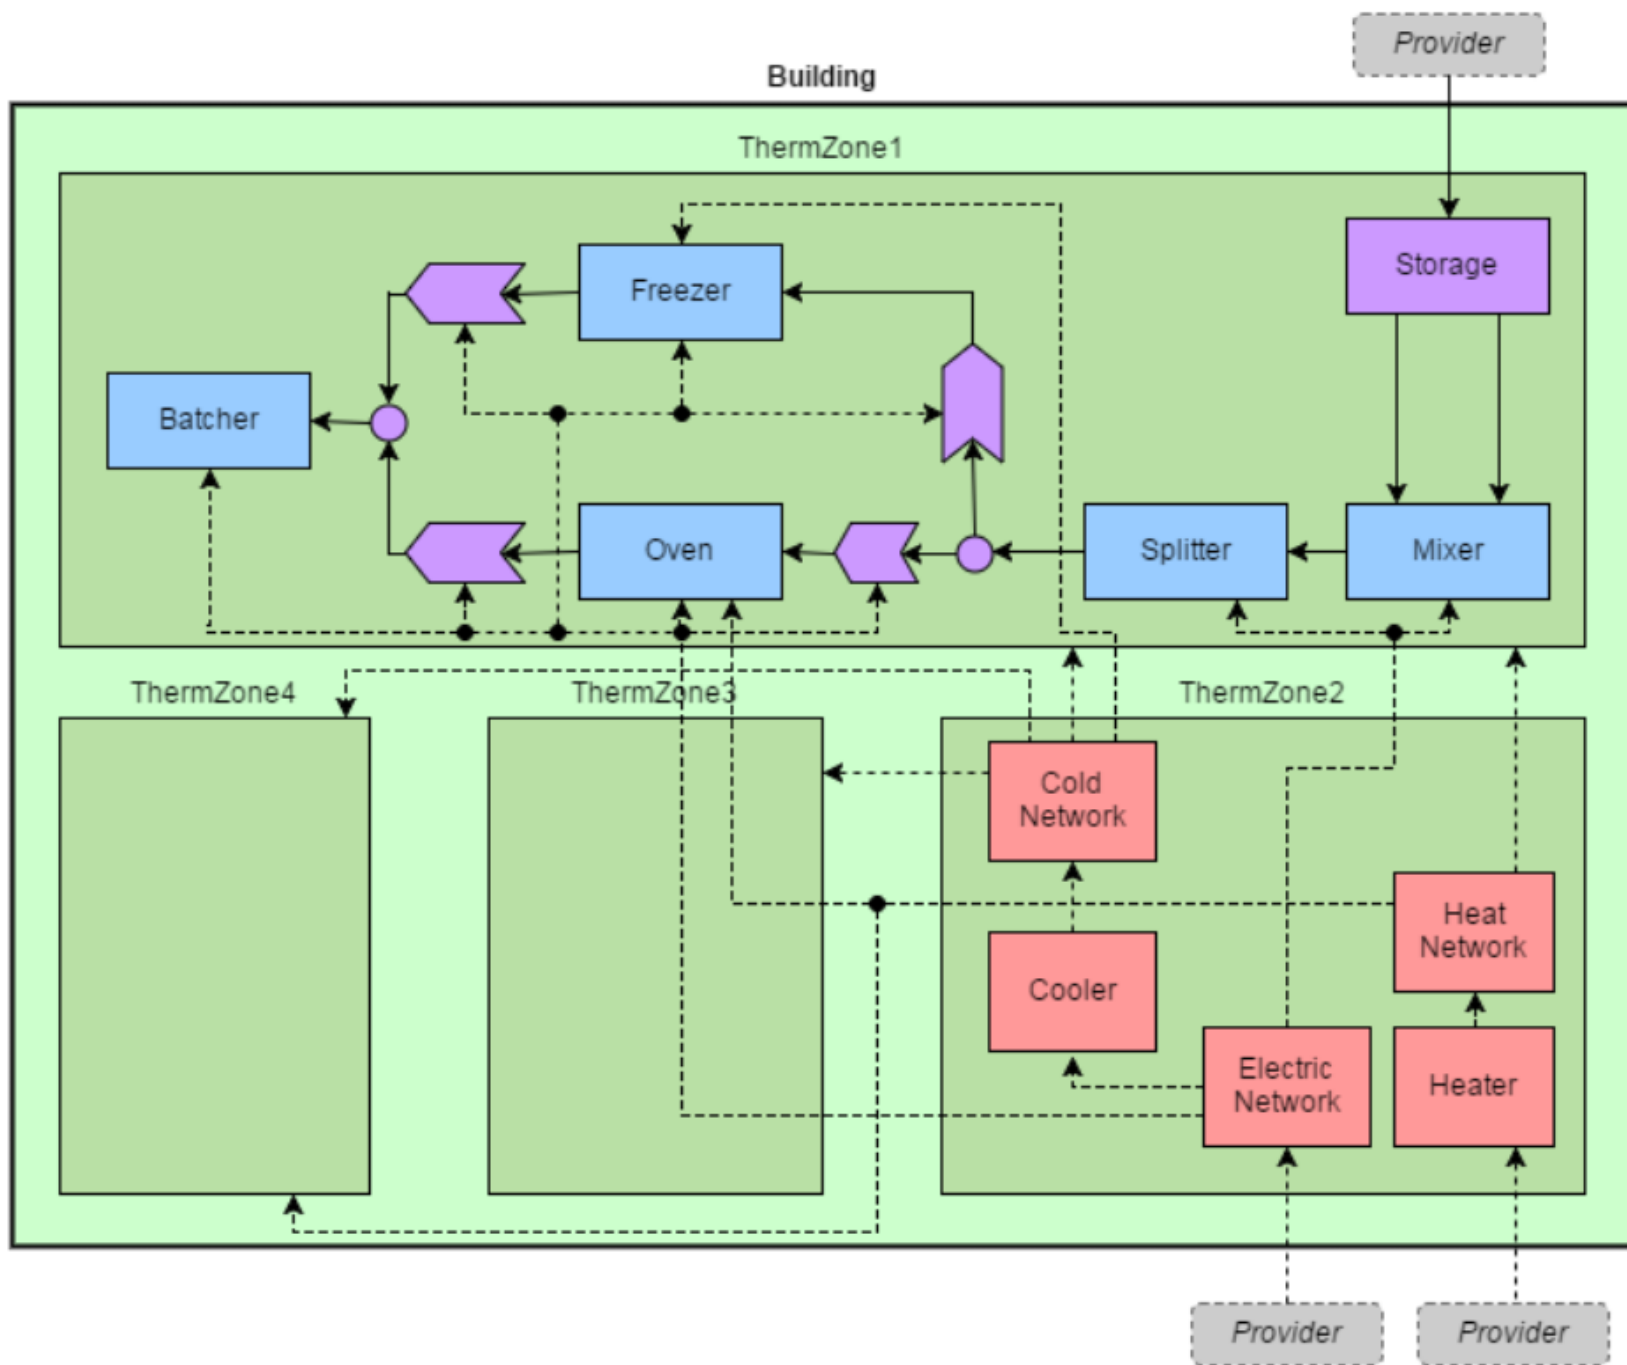 Provider
Building
ThermZone1
Storage
Freezer
Batcher
Oven
Splitter
Mixer
ThermZone4
ThermZone3
ThermZone2
Cold
Network
Heat
Network
Cooler
Electric
Network
Heater
Provider
Provider